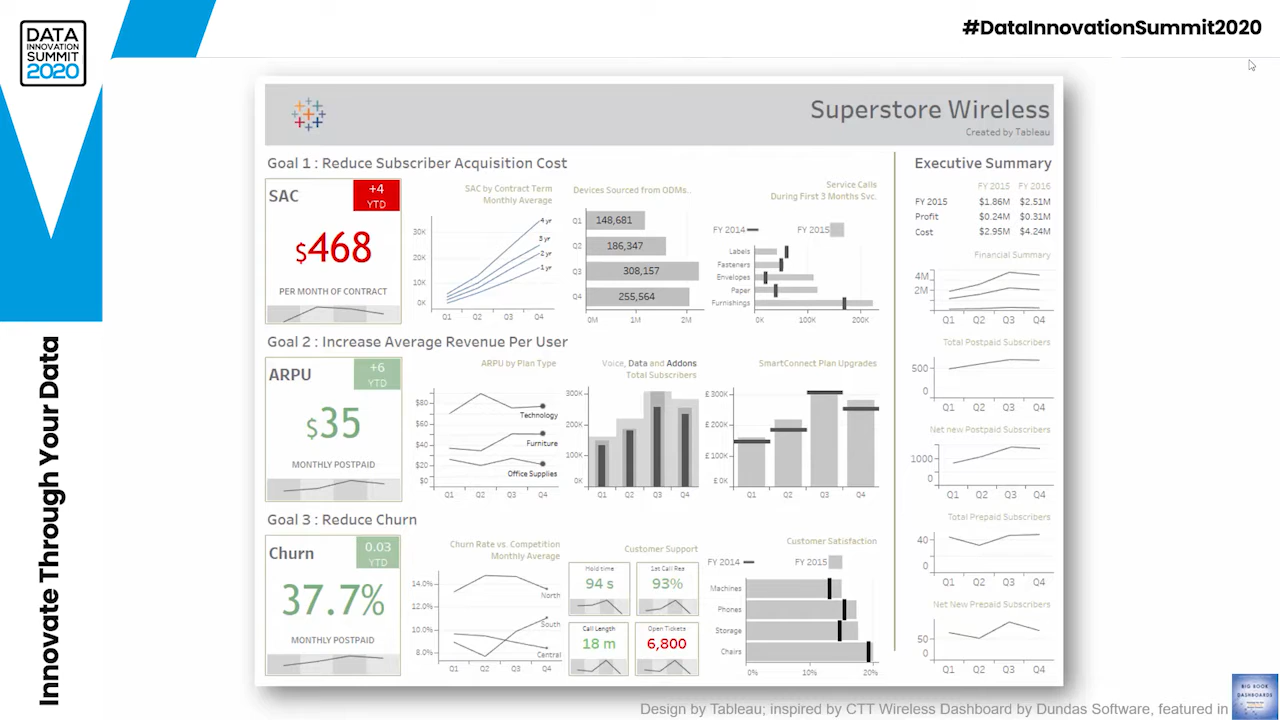 DATA
INNOVATION
SUMMIT
2020
#DataInnovationSummit2020
Innovate Through Your Data
Superstore Wireless
Created by Tableau
Goal 1 : Reduce Subscriber Acquisition Cost
SAC
+4
YTD
$468
PER MONTH OF CONTRACT
SAC by Contract Term
Monthly Average
30K
20K
10K
0K
4 yr
3 yr
2 yr
1 yr
Q1 Q2 Q3 Q4
Devices Sourced from ODMs..
Q1 148,681
Q2 186,347
Q3 308,157
Q4 255,564
0M 1M 2M
Service Calls
During First 3 Months Svc.
FY 2014 FY 2015
Labels
Fasteners
Envelopes
Paper
Furnishings
0K 100K 200K
Goal 2 : Increase Average Revenue Per User
ARPU
+6
YTD
$35
MONTHLY POSTPAID
ARPU by Plan Type
$80
$60
$40
$20
$0
Technology
Furniture
Office Supplies
Q1 Q2 Q3 Q4
Voice, Data and Addons
Total Subscribers
300K
200K
100K
0K
Q1 Q2 Q3 Q4
SmartConnect Plan Upgrades
£ 300K
£ 200K
£ 100K
£ 0K
Q1 Q2 Q3 Q4
Goal 3 : Reduce Churn
Churn
0.03
YTD
37.7%
MONTHLY POSTPAID
Churn Rate vs. Competition
Monthly Average
14.0%
12.0%
10.0%
8.0%
North
South
Central
Q1 Q2 Q3 Q4
Customer Support
Hold time
94 s
1st Call Res
93%
Call Length
18 m
Open Tickets
6,800
Customer Satisfaction
FY 2014 FY 2015
Machines
Phones
Storage
Chairs
0% 10% 20%
Executive Summary
FY 2015 FY 2016
FY 2015 $1.86M $2.51M
Profit $0.24M $0.31M
Cost $2.95M $4.24M
Financial Summary
4M
2M
Q1 Q2 Q3 Q4
Total Postpaid Subscribers
500
0
Q1 Q2 Q3 Q4
Net new Postpaid Subscribers
1000
0
Q1 Q2 Q3 Q4
Total Prepaid Subscribers
40
0
Q1 Q2 Q3 Q4
Net New Prepaid Subscribers
50
0
Q1 Q2 Q3 Q4
Design by Tableau; inspired by CTT Wireless Dashboard by Dundas Software, featured in
BIG BOOK
DASHBOARDS